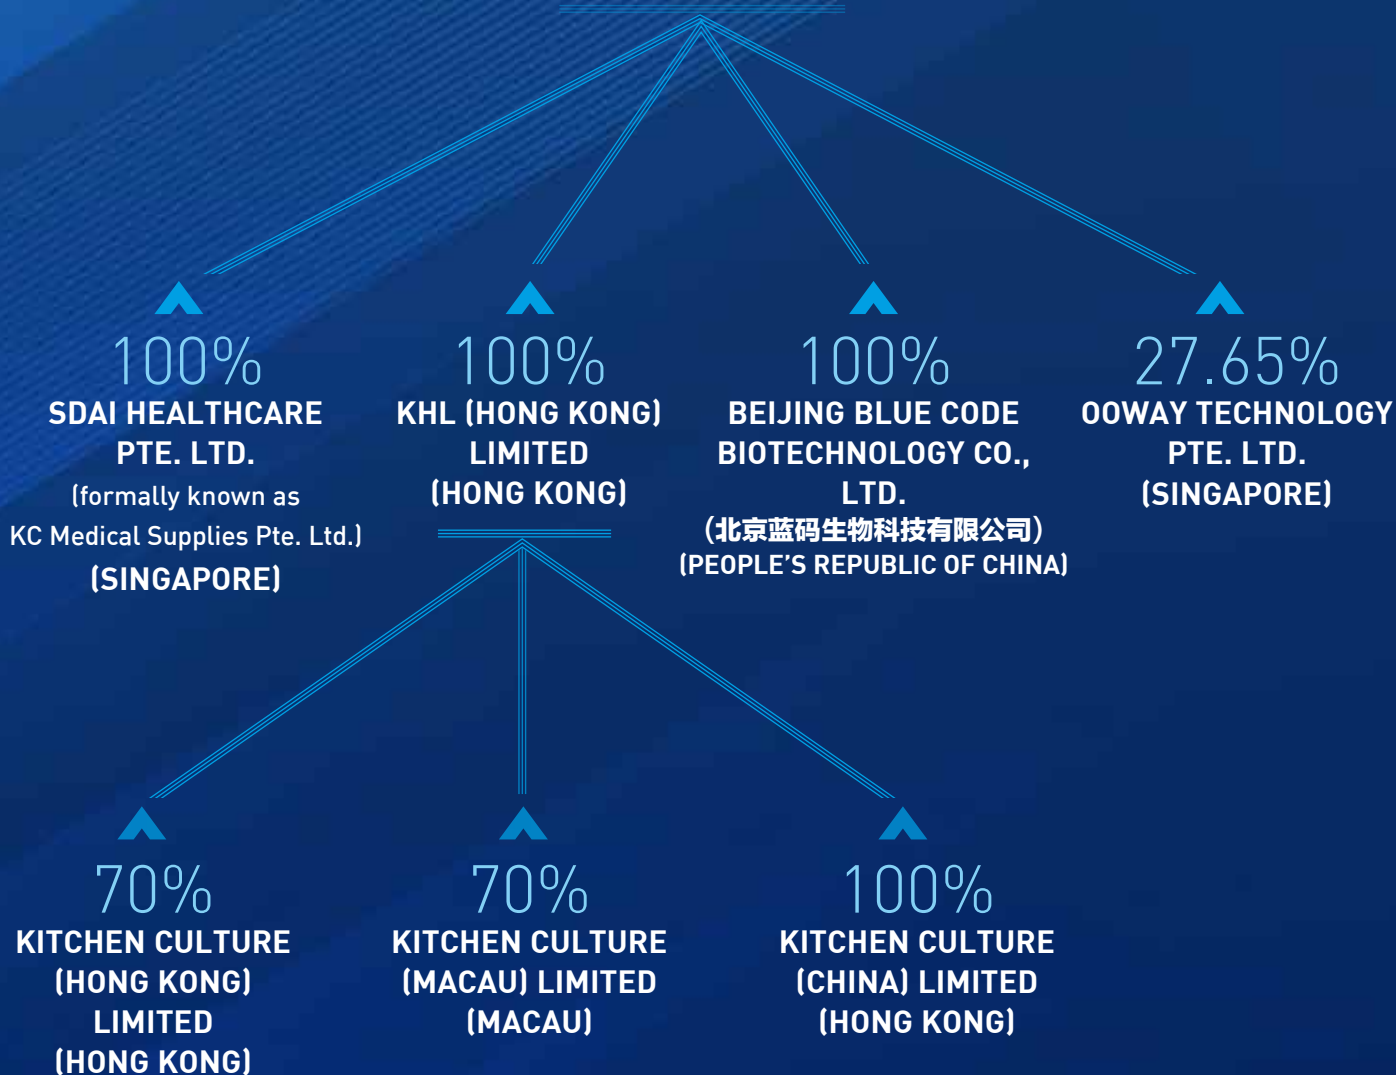 100%
SDAI HEALTHCARE
PTE. LTD.
(formally known as
KC Medical Supplies Pte. Ltd.)
(SINGAPORE)
100%
KHL (HONG KONG)
LIMITED
(HONG KONG)
100%
BEIJING BLUE CODE
BIOTECHNOLOGY CO.,
LTD.
(北京蓝码生物科技有限公司)
(PEOPLE'S REPUBLIC OF CHINA)
27.65%
OOWAY TECHNOLOGY
PTE. LTD.
(SINGAPORE)
70%
KITCHEN CULTURE
(HONG KONG)
LIMITED
(HONG KONG)
70%
KITCHEN CULTURE
(MACAU) LIMITED
(MACAU)
100%
KITCHEN CULTURE
(CHINA) LIMITED
(HONG KONG)